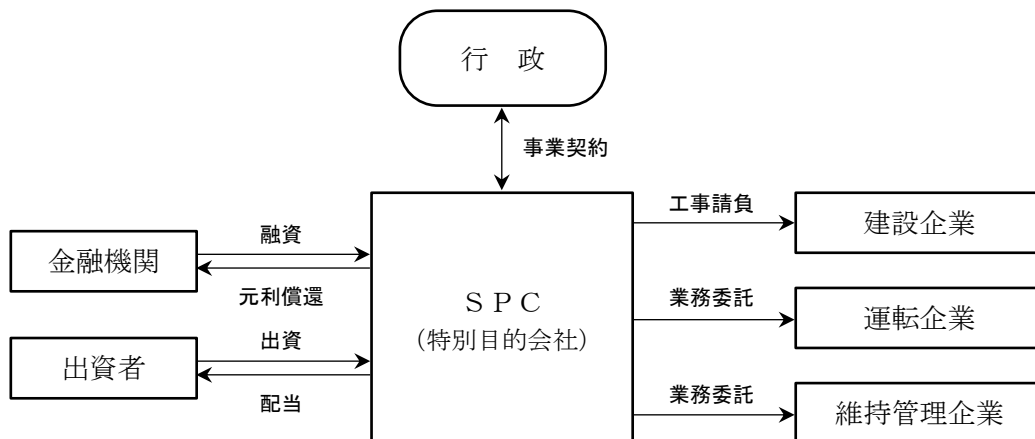 行　政
事業契約
工事請負
建設企業
融資
金融機関
元利償還
ＳＰＣ
（特別目的会社）
業務委託
運転企業
出資
出資者
配当
業務委託
維持管理企業